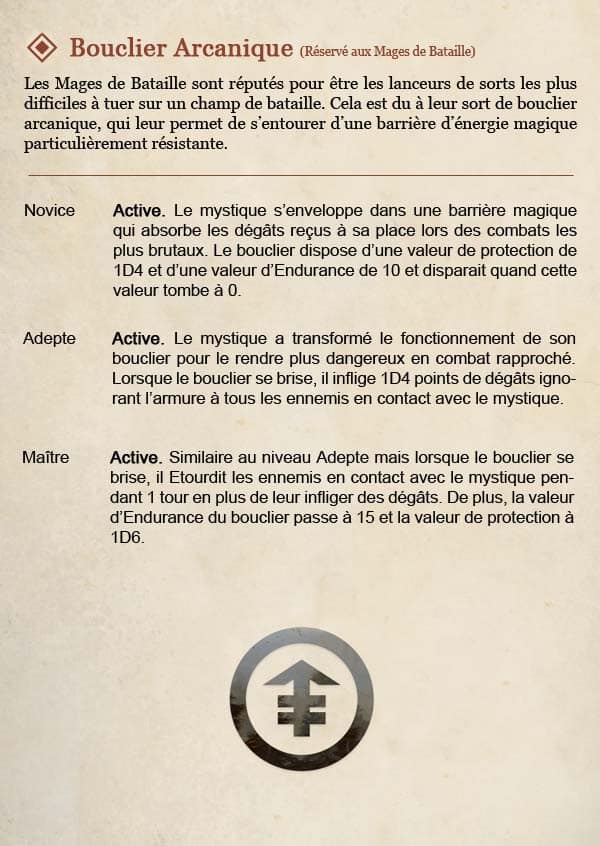 Bouclier Arcanique (Réservé aux Mages de Bataille)
Les Mages de Bataille sont réputés pour être les lanceurs de sorts les plus
difficiles à tuer sur un champ de bataille. Cela est du à leur sort de bouclier
arcanique, qui leur permet de s’entourer d’une barrière d’énergie magique
particulièrement résistante.
Novice Active. Le mystique s’enveloppe dans une barrière magique
qui absorbe les dégâts reçus à sa place lors des combats les
plus brutaux. Le bouclier dispose d’une valeur de protection de
1D4 et d’une valeur d’Endurance de 10 et disparait quand cette
valeur tombe à 0.
Adepte Active. Le mystique a transformé le fonctionnement de son
bouclier pour le rendre plus dangereux en combat rapproché.
Lorsque le bouclier se brise, il inflige 1D4 points de dégâts igno-
rant l’armure à tous les ennemis en contact avec le mystique.
Maître Active. Similaire au niveau Adepte mais lorsque le bouclier se
brise, il Etourdit les ennemis en contact avec le mystique pen-
dant 1 tour en plus de leur infliger des dégâts. De plus, la valeur
d’Endurance du bouclier passe à 15 et la valeur de protection à
1D6.